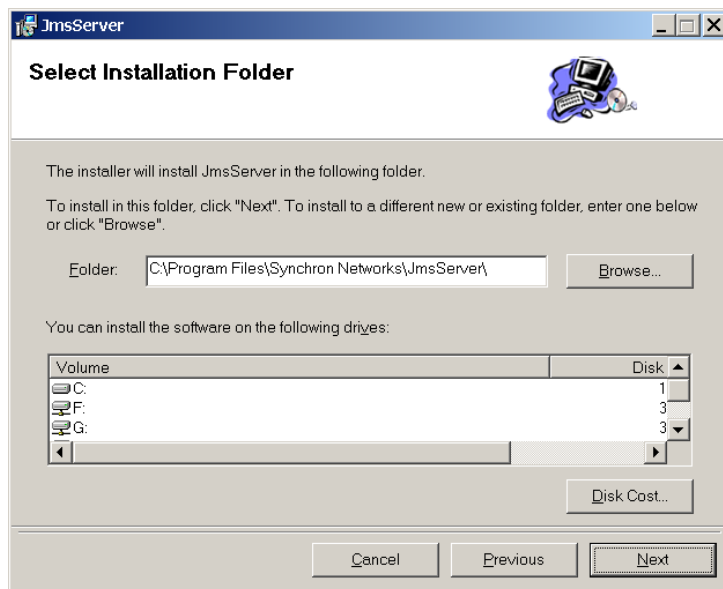 JmsServer
Select Installation Folder
The installer will install JmsServer in the following folder.
To install in this folder, click "Next". To install to a different new or existing folder, enter one below
or click "Browse".
Folder: C:\Program Files\Synchron Networks\JmsServer\ Browse...
You can install the software on the following drives:
Volume Disk
C: 1
F: 3
G: 3
Disk Cost...
Cancel Previous Next